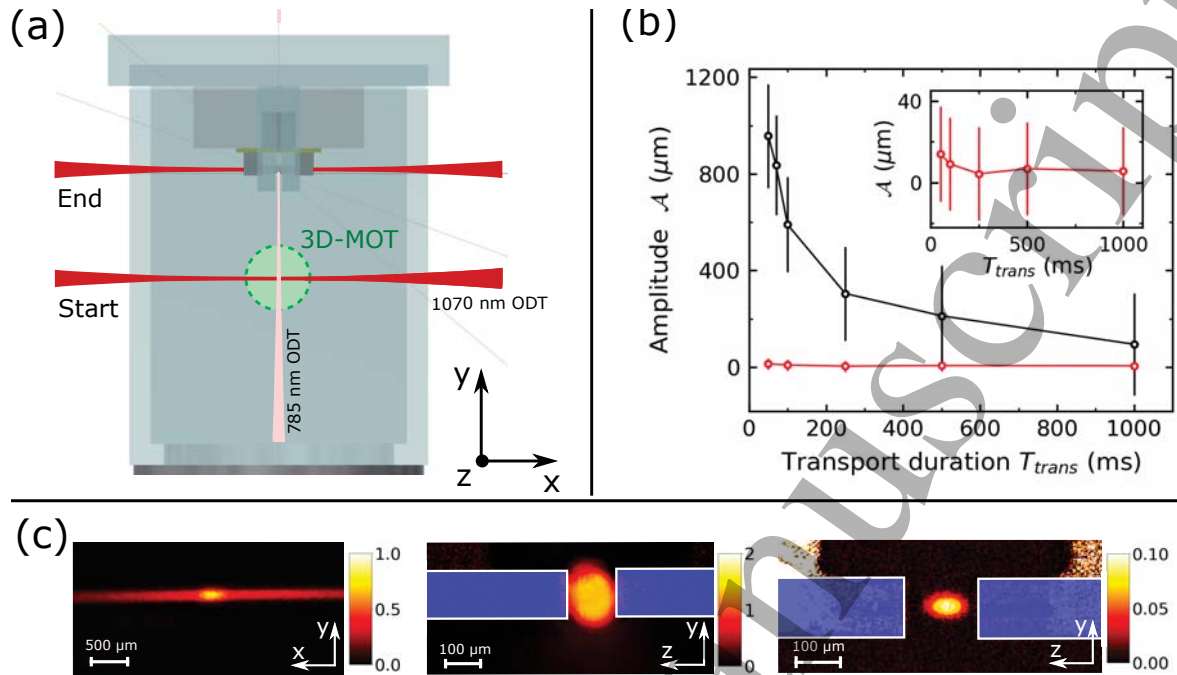 (a)
End
3D-MOT
Start
1070 nm ODT
785 nm ODT
y
z
x
(b)
1200
800
400
0
Amplitude 𝒜 (μm)
0
200
400
600
800
1000
Transport duration T_trans (ms)
40
0
𝒜 (μm)
0
500
1000
T_trans (ms)
(c)
500 μm
x
y
1.0
0.5
0.0
100 μm
z
y
2
1
0
100 μm
z
y
0.10
0.05
0.00